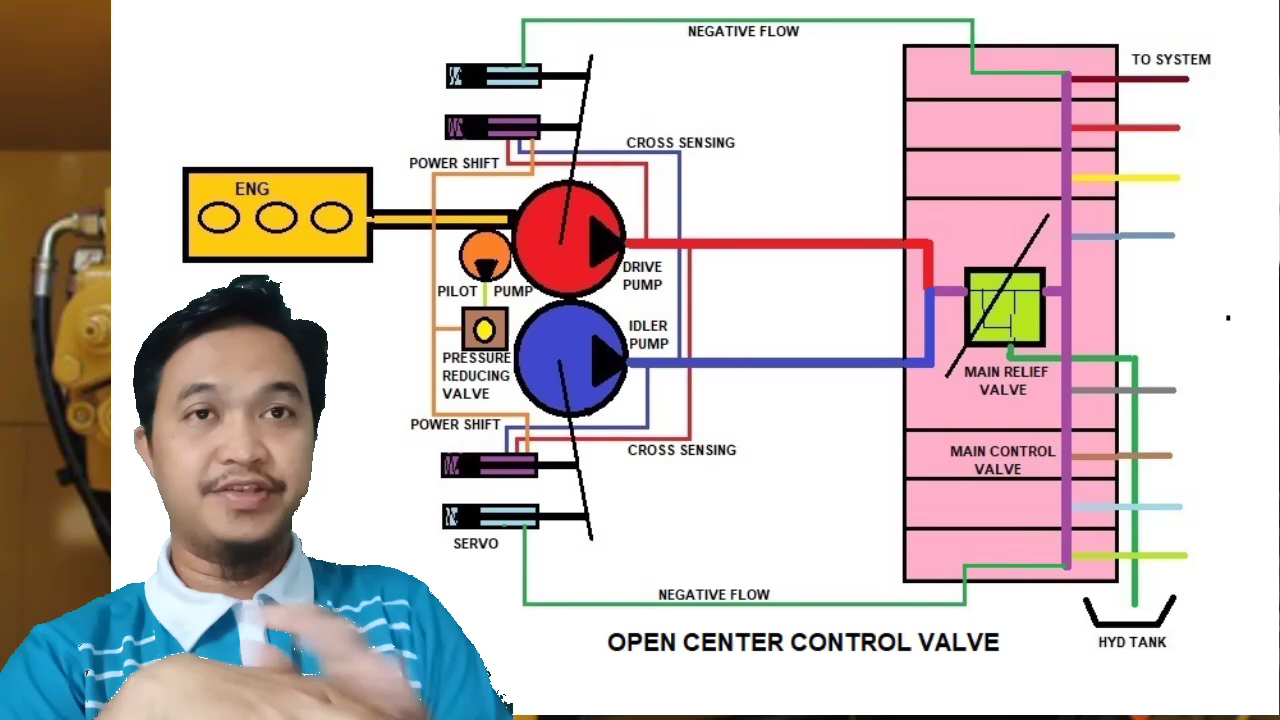 NEGATIVE FLOW
TO SYSTEM
CROSS SENSING
POWER SHIFT
ENG
DRIVE
PUMP
PILOT PUMP
IDLER
PUMP
PRESSURE
REDUCING
VALVE
MAIN RELIEF
VALVE
POWER SHIFT
CROSS SENSING
MAIN CONTROL
VALVE
SERVO
NEGATIVE FLOW
OPEN CENTER CONTROL VALVE
HYD TANK